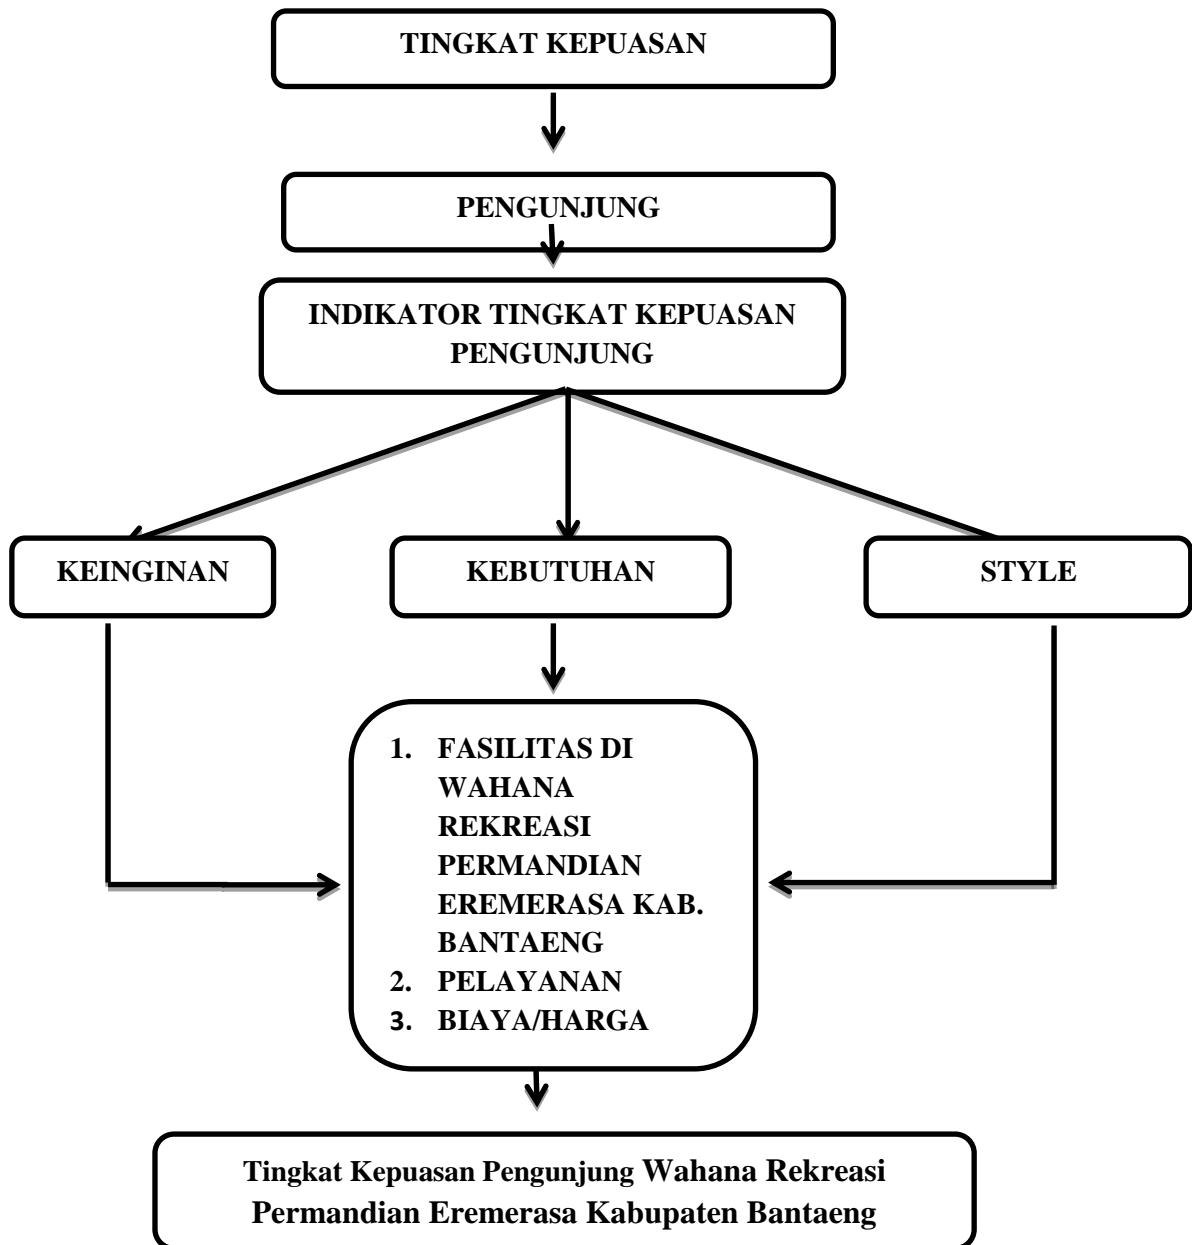 TINGKAT KEPUASAN
PENGUNJUNG
INDIKATOR TINGKAT KEPUASAN
PENGUNJUNG
KEINGINAN
KEBUTUHAN
STYLE
1. FASILITAS DI
WAHANA
REKREASI
PERMANDIAN
EREMERASA KAB.
BANTAENG
2. PELAYANAN
3. BIAYA/HARGA
Tingkat Kepuasan Pengunjung Wahana Rekreasi
Permandian Eremerasa Kabupaten Bantaeng